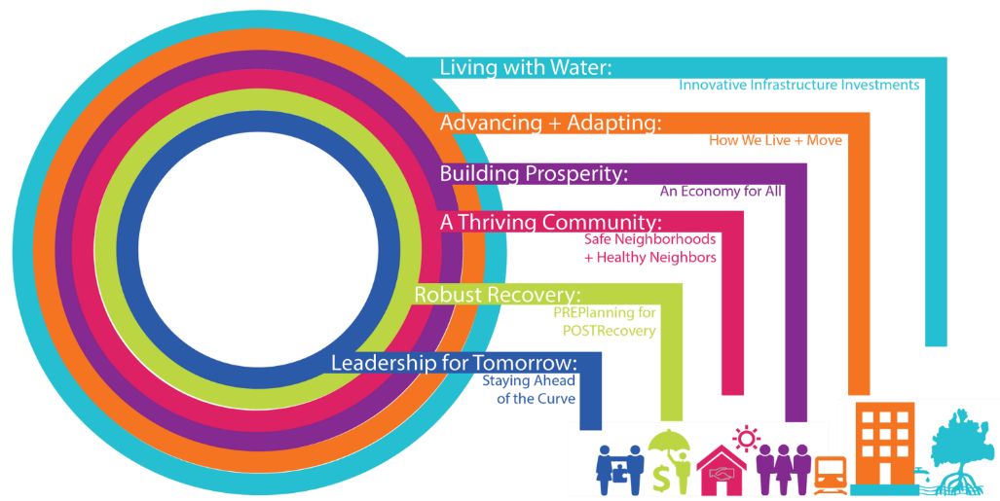 Living with Water:
Innovative Infrastructure Investments
Advancing + Adapting:
How We Live + Move
Building Prosperity:
An Economy for All
A Thriving Community:
Safe Neighborhoods
+ Healthy Neighbors
Robust Recovery:
PREPlanning for
POSTRecovery
Leadership for Tomorrow:
Staying Ahead
of the Curve
$